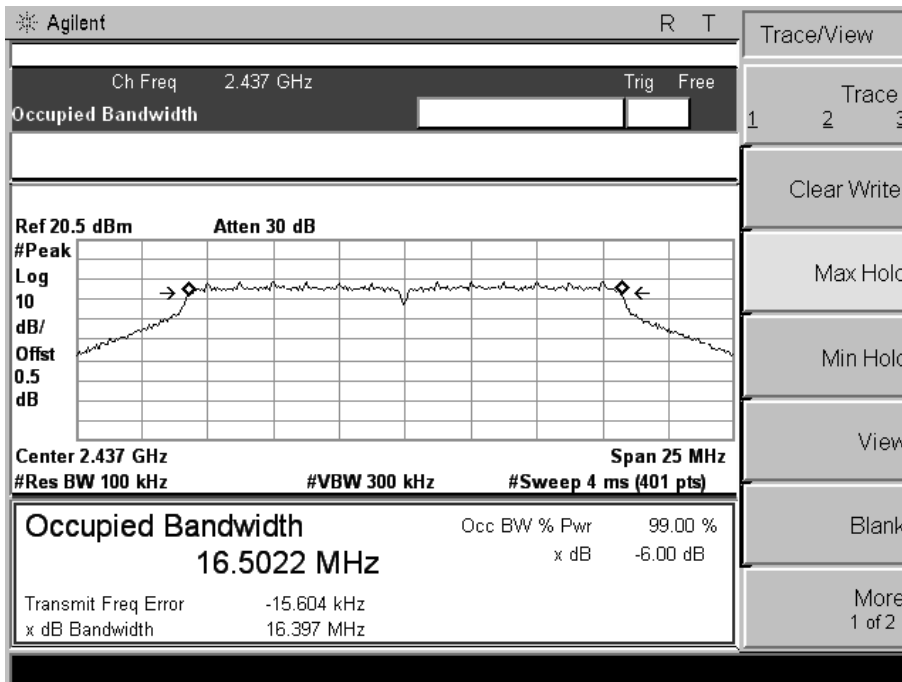 Agilent R T
Trace/View
Ch Freq 2.437 GHz Trig Free
Occupied Bandwidth
Trace
1 2 3
Clear Write
Ref 20.5 dBm Atten 30 dB
#Peak
Log
10
dB/
Offst
0.5
dB
Max Hold
Min Hold
Center 2.437 GHz Span 25 MHz
#Res BW 100 kHz #VBW 300 kHz #Sweep 4 ms (401 pts)
View
Occupied Bandwidth Occ BW % Pwr 99.00 %
16.5022 MHz x dB -6.00 dB
Blank
Transmit Freq Error -15.604 kHz
x dB Bandwidth 16.397 MHz
More
1 of 2